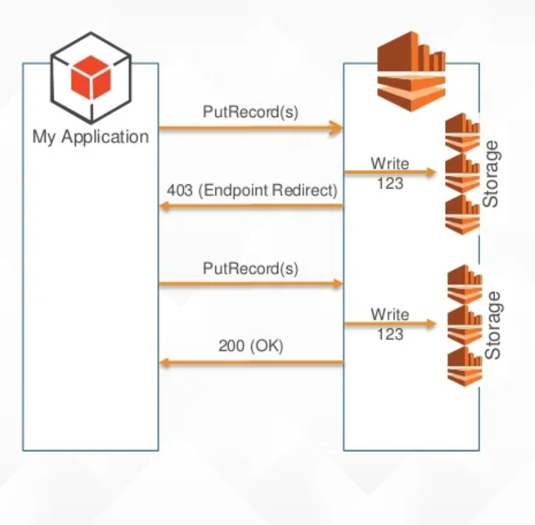 My Application
PutRecord(s)
Write
123
Storage
403 (Endpoint Redirect)
PutRecord(s)
Write
123
Storage
200 (OK)